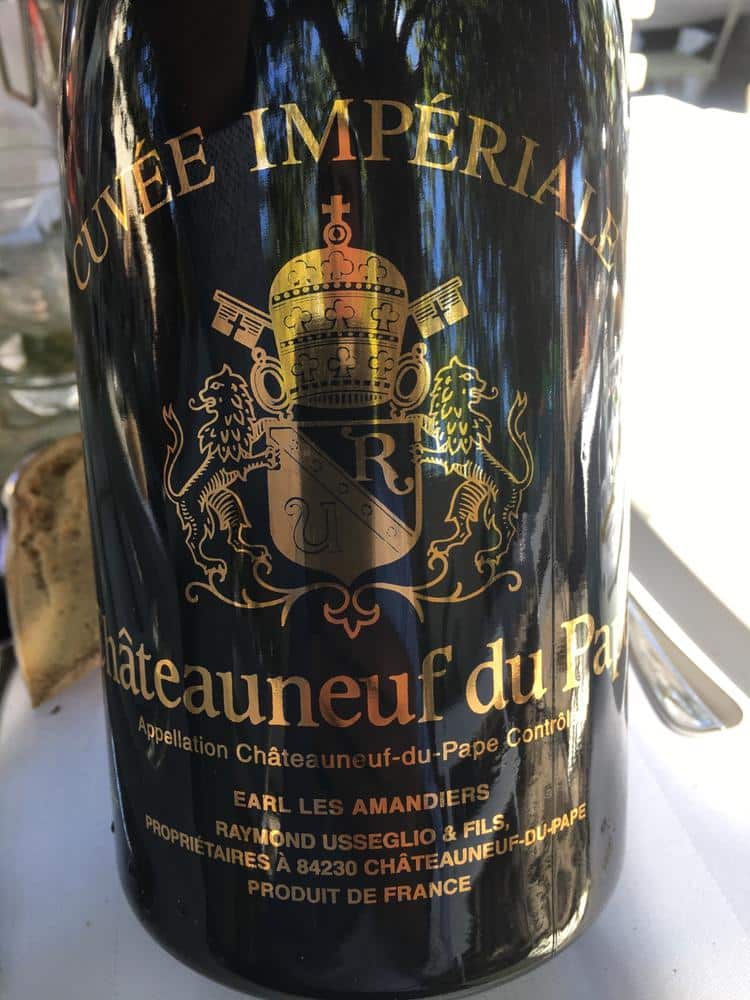 CUVÉE IMPÉRIALE
R
U
Châteauneuf du Pape
Appellation Châteauneuf-du-Pape Contrôl
EARL LES AMANDIERS
RAYMOND USSEGLIO & FILS,
PROPRIÉTAIRES À 84230 CHÂTEAUNEUF-DU-PAPE
PRODUIT DE FRANCE